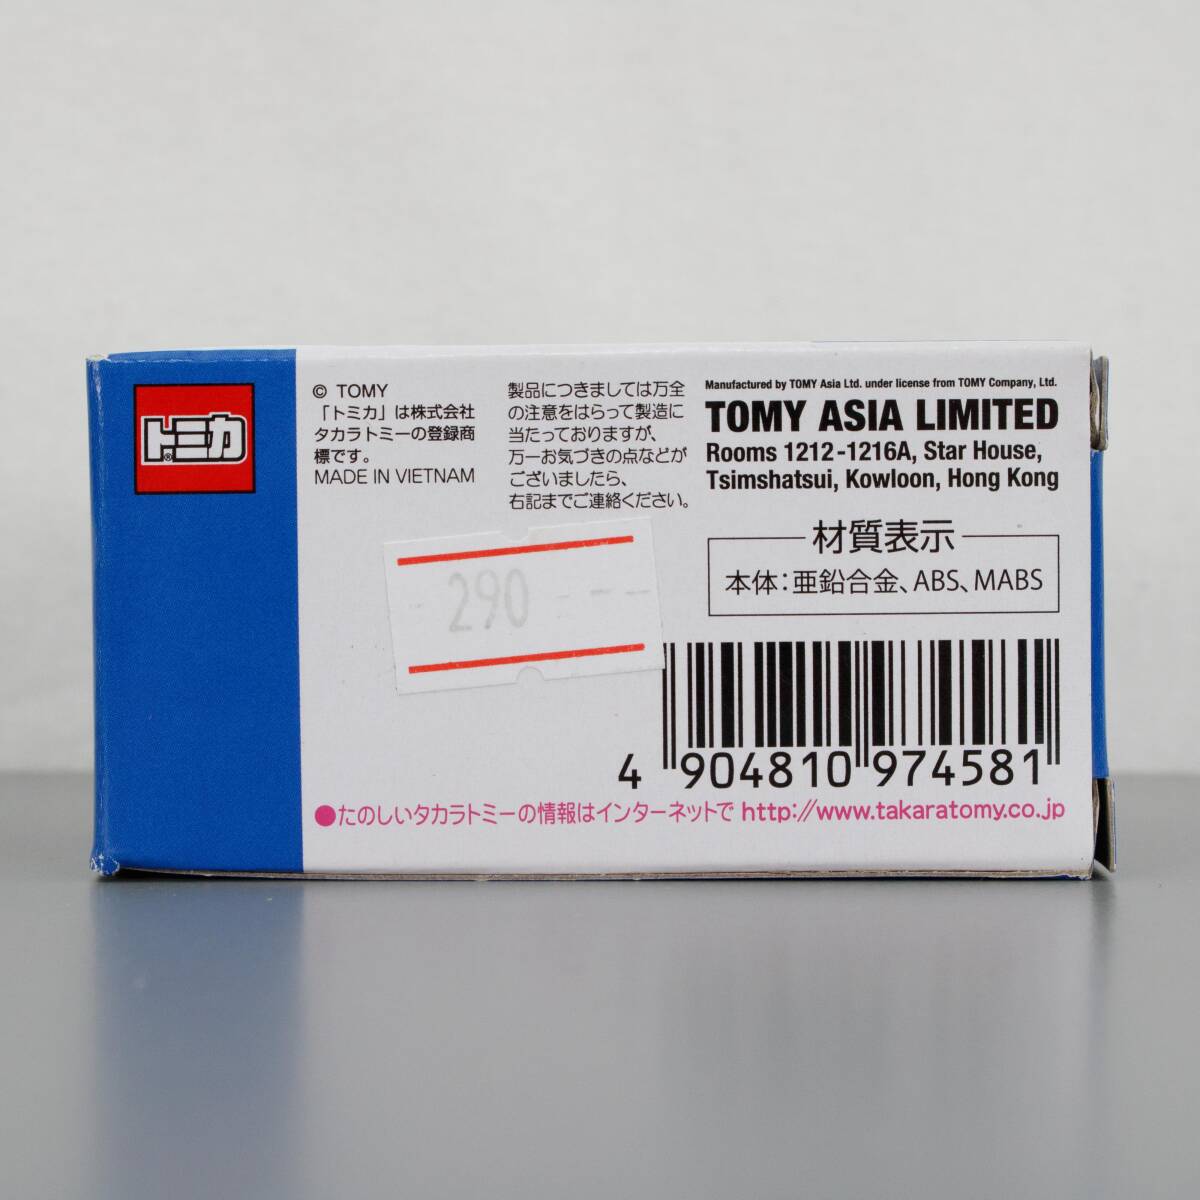 トミカ®
© TOMY
「トミカ」は株式会社
タカラトミーの登録商
標です。
MADE IN VIETNAM
製品につきましては万全
の注意をはらって製造に
当たっておりますが、
万一お気づきの点などが
ございましたら、
右記までご連絡ください。
Manufactured by TOMY Asia Ltd. under license from TOMY Company, Ltd.
TOMY ASIA LIMITED
Rooms 1212-1216A, Star House,
Tsimshatsui, Kowloon, Hong Kong
材質表示
本体：亜鉛合金、ABS、MABS
290
4 904810 974581
●たのしいタカラトミーの情報はインターネットで http://www.takaratomy.co.jp